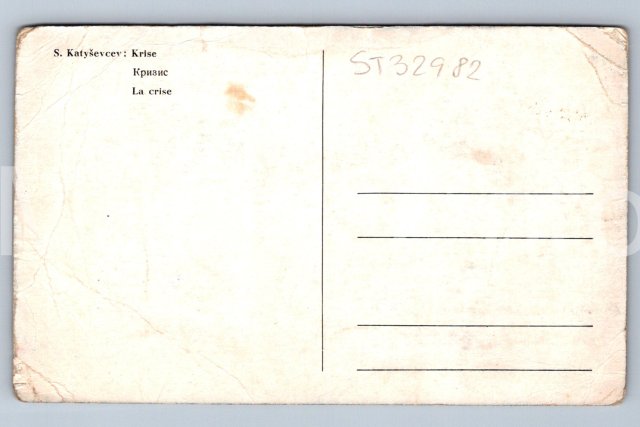 S. Katyševcev: Krise
Кризис
La crise
ST32982